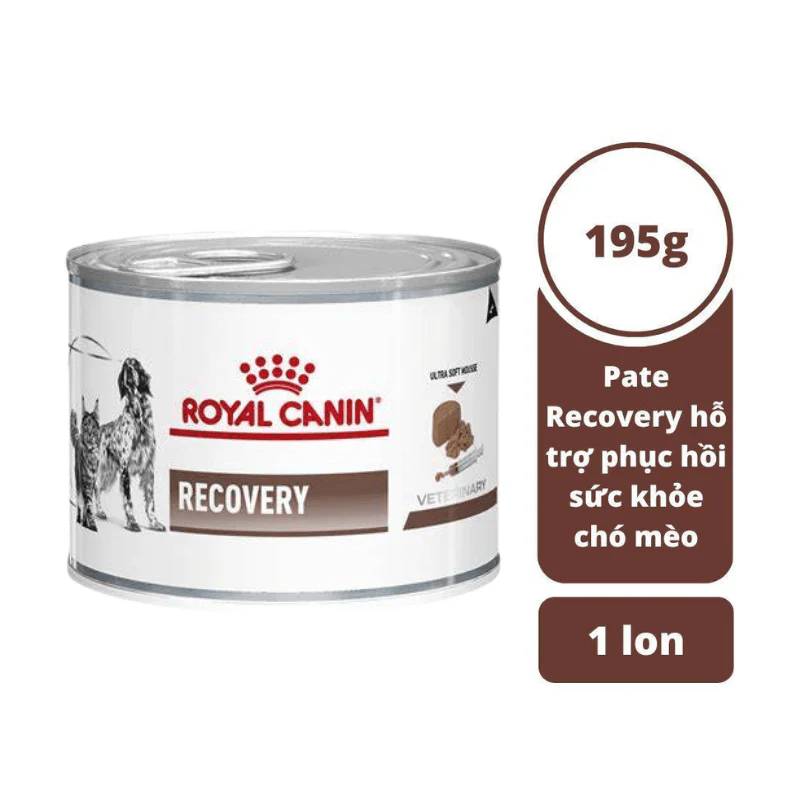 ULTRA SOFT MOUSSE
ROYAL CANIN®
RECOVERY
VETERINARY
195g
Pate
Recovery hỗ
trợ phục hồi
sức khỏe
chó mèo
1 lon